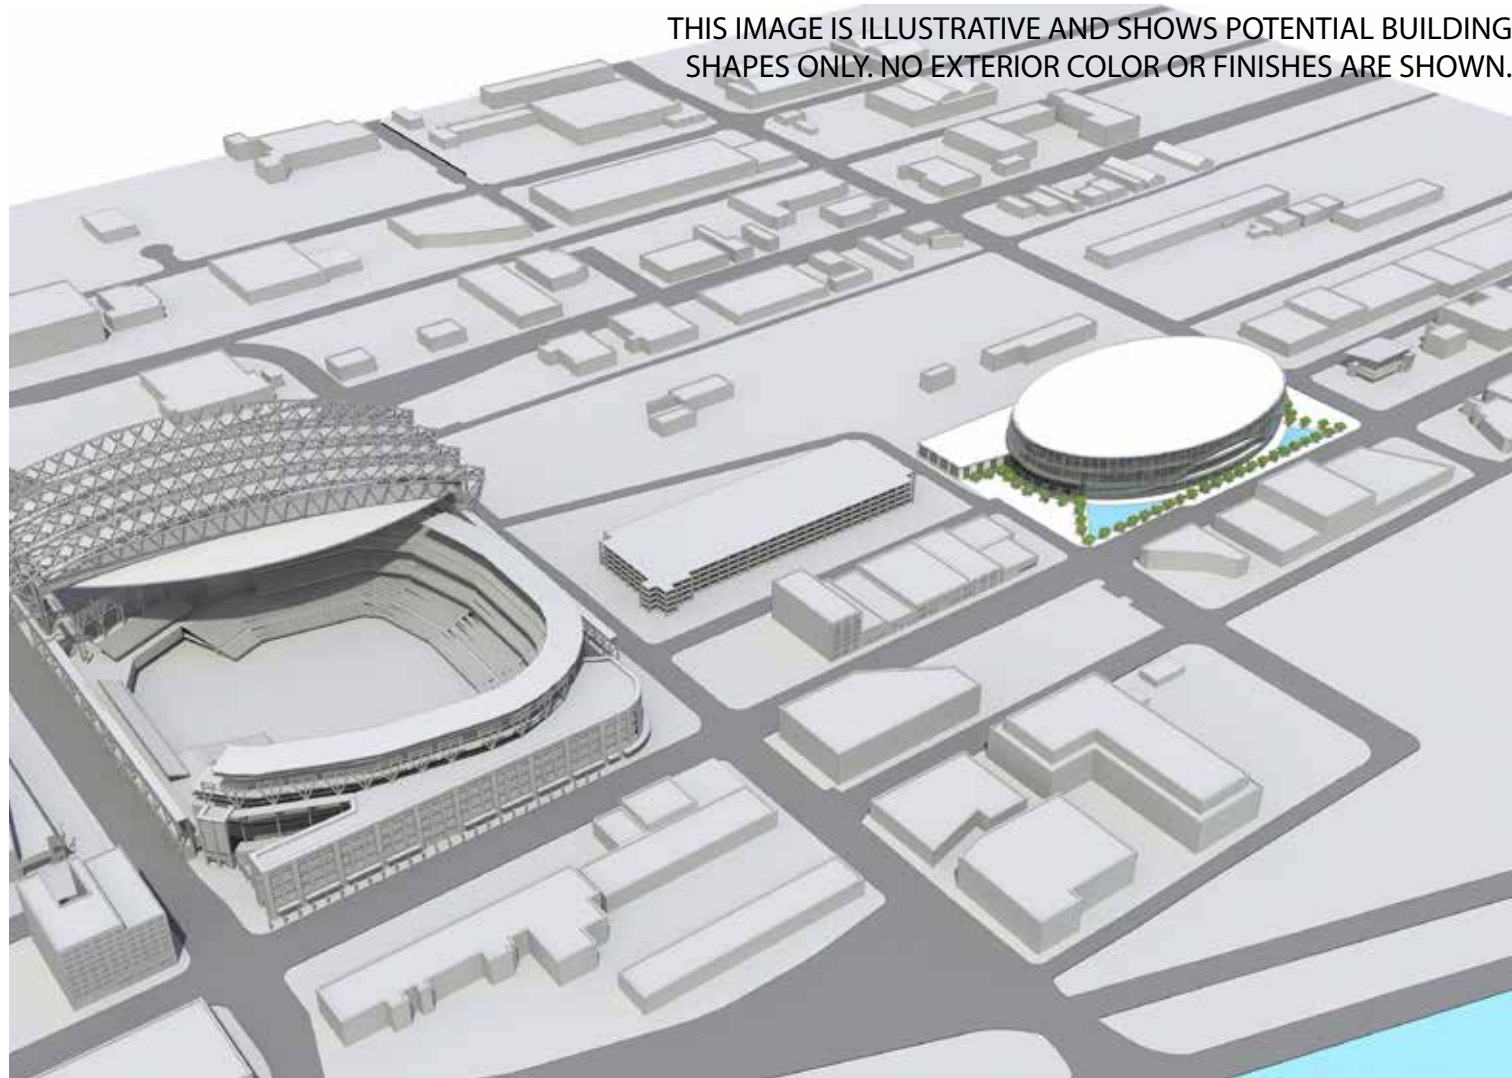 THIS IMAGE IS ILLUSTRATIVE AND SHOWS POTENTIAL BUILDING
SHAPES ONLY. NO EXTERIOR COLOR OR FINISHES ARE SHOWN.